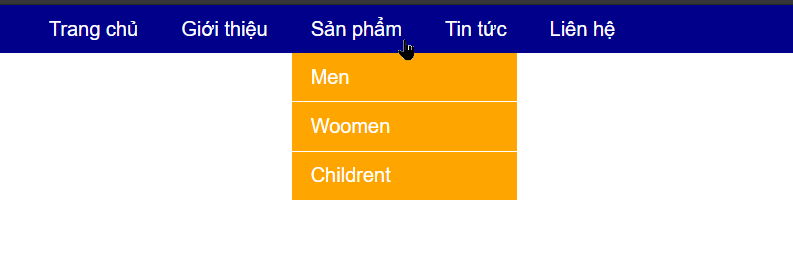 Trang chủ Giới thiệu Sản phẩm Tin tức Liên hệ
Men
Woomen
Childrent